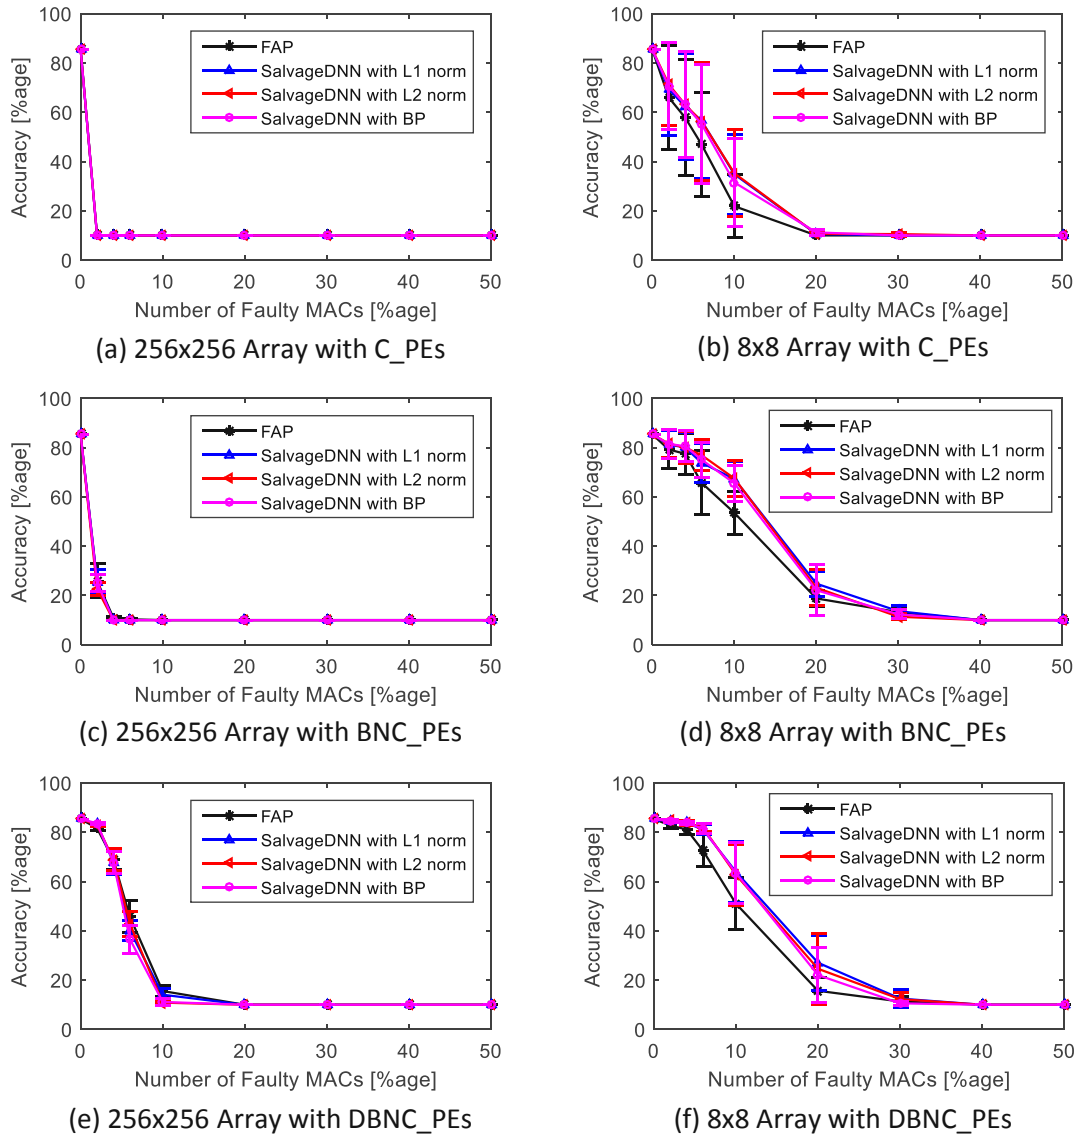 100
80
60
40
20
0
Accuracy [%age]
FAP
SalvageDNN with L1 norm
SalvageDNN with L2 norm
SalvageDNN with BP
0 10 20 30 40 50
Number of Faulty MACs [%age]
(a) 256x256 Array with C_PEs
100
80
60
40
20
0
Accuracy [%age]
FAP
SalvageDNN with L1 norm
SalvageDNN with L2 norm
SalvageDNN with BP
0 10 20 30 40 50
Number of Faulty MACs [%age]
(b) 8x8 Array with C_PEs
100
80
60
40
20
0
Accuracy [%age]
FAP
SalvageDNN with L1 norm
SalvageDNN with L2 norm
SalvageDNN with BP
0 10 20 30 40 50
Number of Faulty MACs [%age]
(c) 256x256 Array with BNC_PEs
100
80
60
40
20
0
Accuracy [%age]
FAP
SalvageDNN with L1 norm
SalvageDNN with L2 norm
SalvageDNN with BP
0 10 20 30 40 50
Number of Faulty MACs [%age]
(d) 8x8 Array with BNC_PEs
100
80
60
40
20
0
Accuracy [%age]
FAP
SalvageDNN with L1 norm
SalvageDNN with L2 norm
SalvageDNN with BP
0 10 20 30 40 50
Number of Faulty MACs [%age]
(e) 256x256 Array with DBNC_PEs
100
80
60
40
20
0
Accuracy [%age]
FAP
SalvageDNN with L1 norm
SalvageDNN with L2 norm
SalvageDNN with BP
0 10 20 30 40 50
Number of Faulty MACs [%age]
(f) 8x8 Array with DBNC_PEs